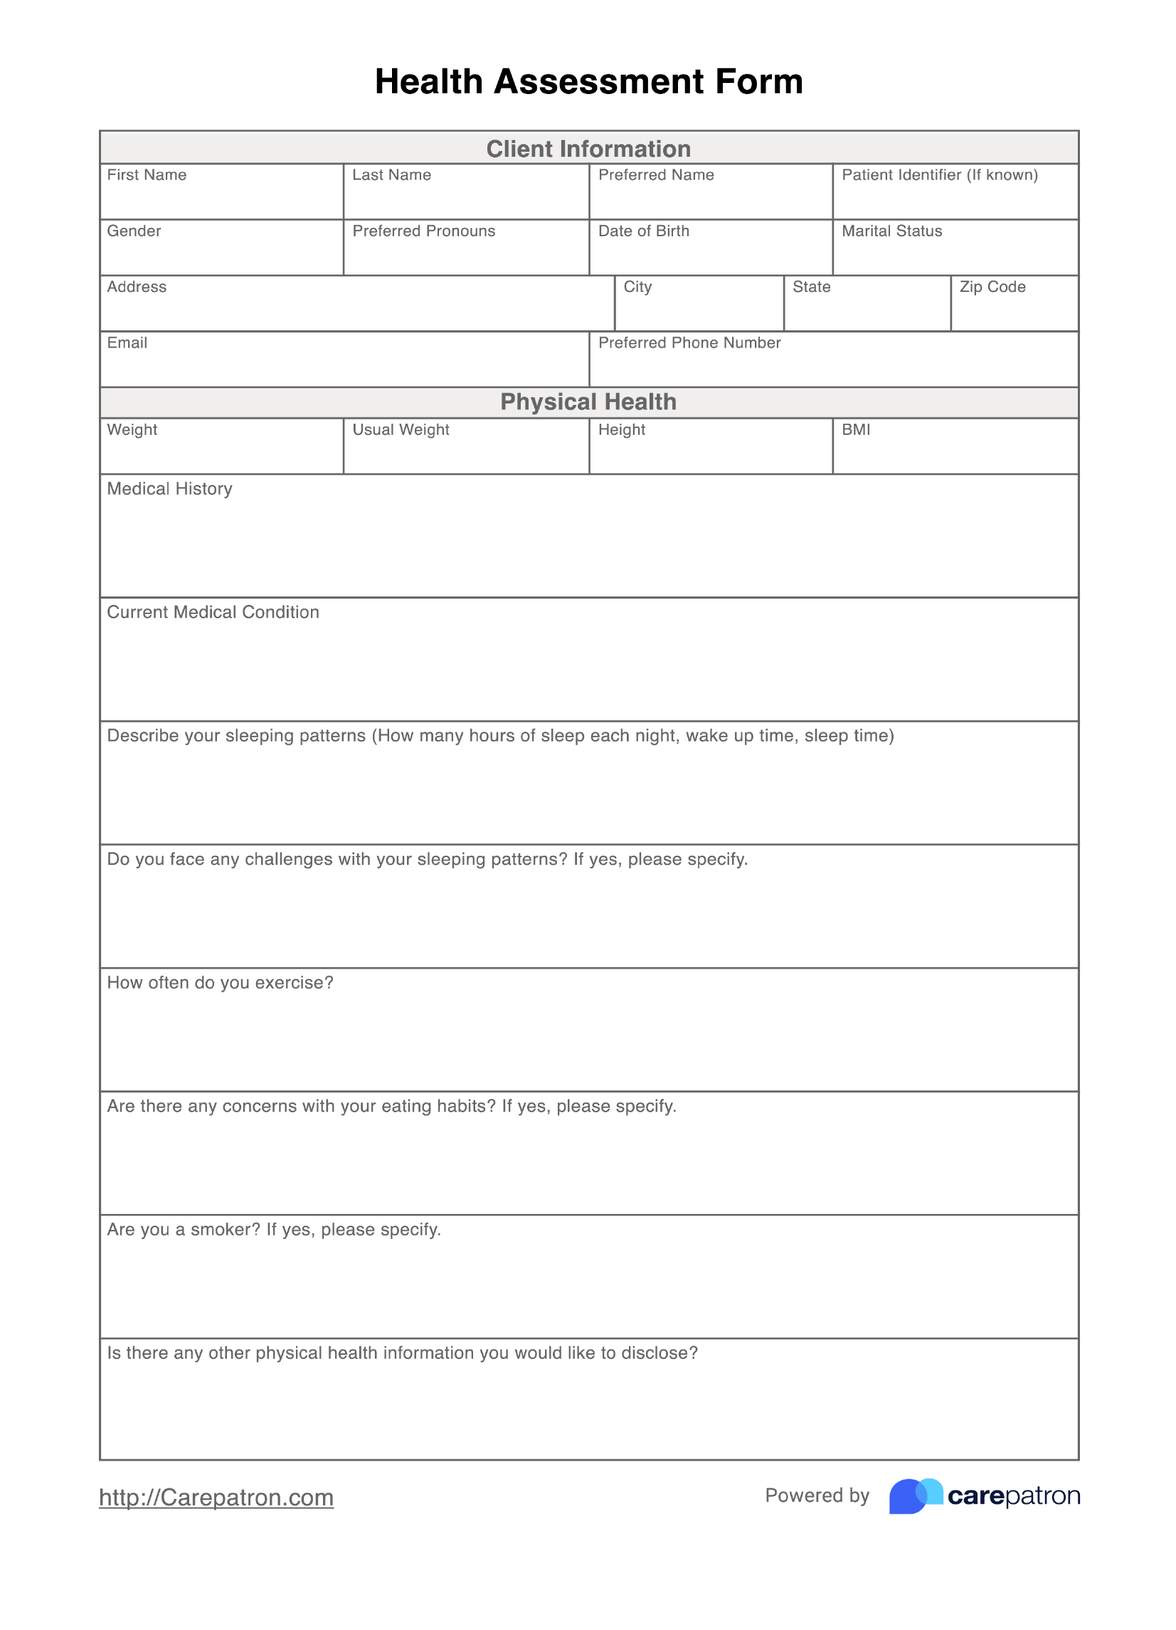 Health Assessment Form
Client Information
First Name Last Name Preferred Name Patient Identifier (If known)
Gender Preferred Pronouns Date of Birth Marital Status
Address City State Zip Code
Email Preferred Phone Number
Physical Health
Weight Usual Weight Height BMI
Medical History
Current Medical Condition
Describe your sleeping patterns (How many hours of sleep each night, wake up time, sleep time)
Do you face any challenges with your sleeping patterns? If yes, please specify.
How often do you exercise?
Are there any concerns with your eating habits? If yes, please specify.
Are you a smoker? If yes, please specify.
Is there any other physical health information you would like to disclose?
http://Carepatron.com Powered by carepatron